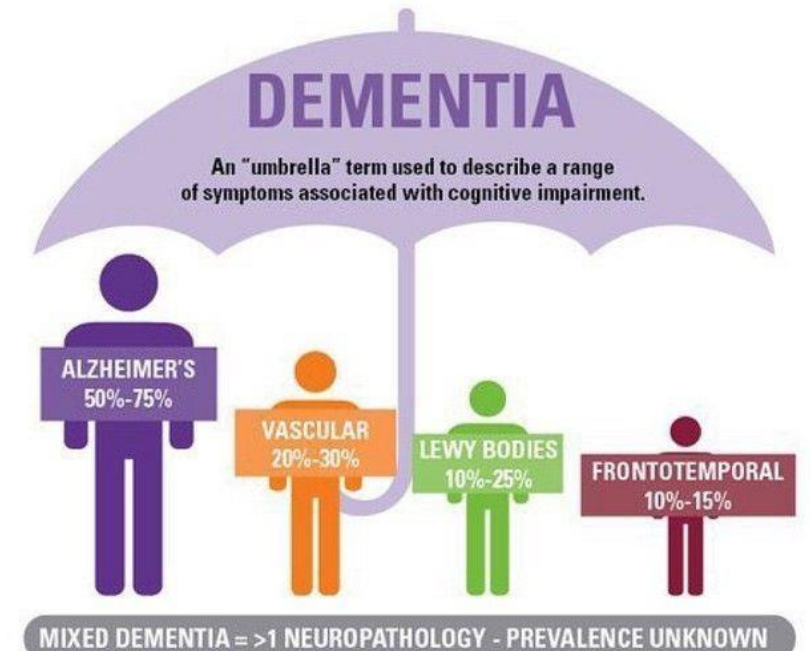 DEMENTIA
An "umbrella" term used to describe a range
of symptoms associated with cognitive impairment.
ALZHEIMER'S
50%-75%
VASCULAR
20%-30%
LEWY BODIES
10%-25%
FRONTOTEMPORAL
10%-15%
MIXED DEMENTIA = >1 NEUROPATHOLOGY - PREVALENCE UNKNOWN